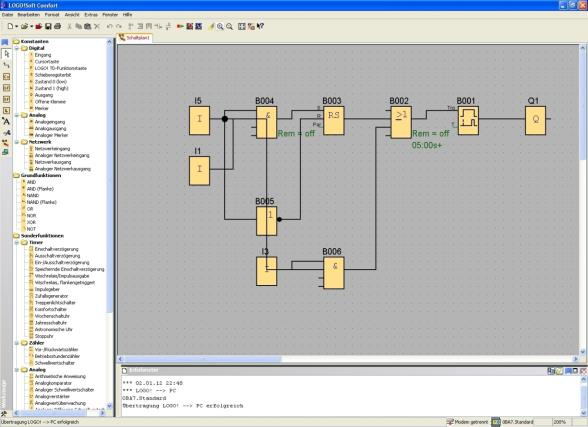 LOGO!Soft Comfort
Datei Bearbeiten Format Ansicht Extras Fenster Hilfe
Schaltplan1
Konstanten
Digital
Eingang
Cursortaste
LOGO! TD-Funktionstaste
Schieberegisterbit
Zustand 0 (low)
Zustand 1 (high)
Ausgang
Offene Klemme
Merker
Analog
Analogeingang
Analogausgang
Analoger Merker
Netzwerk
Netzwerkeingang
Analoger Netzwerkeingang
Netzwerkausgang
Analoger Netzwerkausgang
Grundfunktionen
AND
AND (Flanke)
NAND
NAND (Flanke)
OR
NOR
XOR
NOT
Sonderfunktionen
Timer
Einschaltverzögerung
Ausschaltverzögerung
Ein-/Ausschaltverzögerung
Speichernde Einschaltverzögerung
Wischrelais/Impulsausgabe
Wischrelais, flankengetriggert
Impulsgeber
Zufallsgenerator
Treppenlichtschalter
Komfortschalter
Wochenschaltuhr
Jahresschaltuhr
Astronomische Uhr
Stoppuhr
Zähler
Vor-/Rückwärtszähler
Betriebsstundenzähler
Schwellwertschalter
Analog
Arithmetische Anweisung
Analogkomparator
Analoger Schwellwertschalter
Analogverstärker
Analogwertüberwachung
Werkzeuge
I5 B004 B003 B002 B001 Q1
I & RS ≥1 Q
S
R
Par
Trg
T
Rem = off
Rem = off
05:00s+
I1
I
B005
1
I3 B006
I &
Infofenster
*** 02.01.12 22:48
*** LOGO! --> PC
0BA7.Standard
Übertragung LOGO! --> PC erfolgreich
Übertragung LOGO! --> PC erfolgreich
Modem getrennt
0BA7.Standard
200%